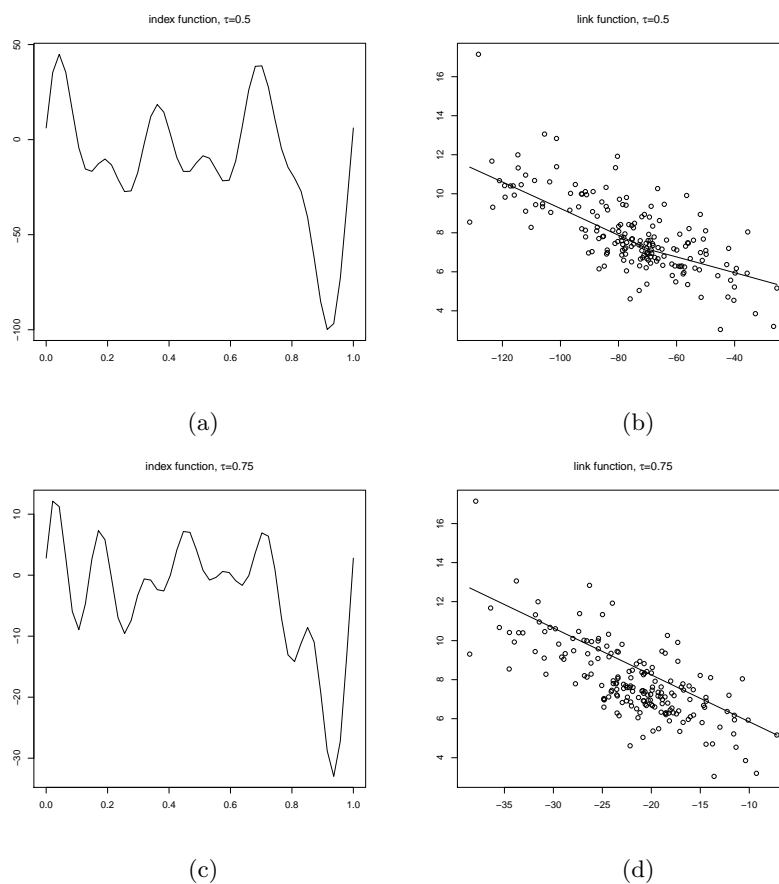 index function, τ=0.5
50
0
−50
−100
0.0 0.2 0.4 0.6 0.8 1.0
(a)
link function, τ=0.5
16
14
12
10
8
6
4
−120 −100 −80 −60 −40
(b)
index function, τ=0.75
10
0
−10
−20
−30
0.0 0.2 0.4 0.6 0.8 1.0
(c)
link function, τ=0.75
16
14
12
10
8
6
4
−35 −30 −25 −20 −15 −10
(d)